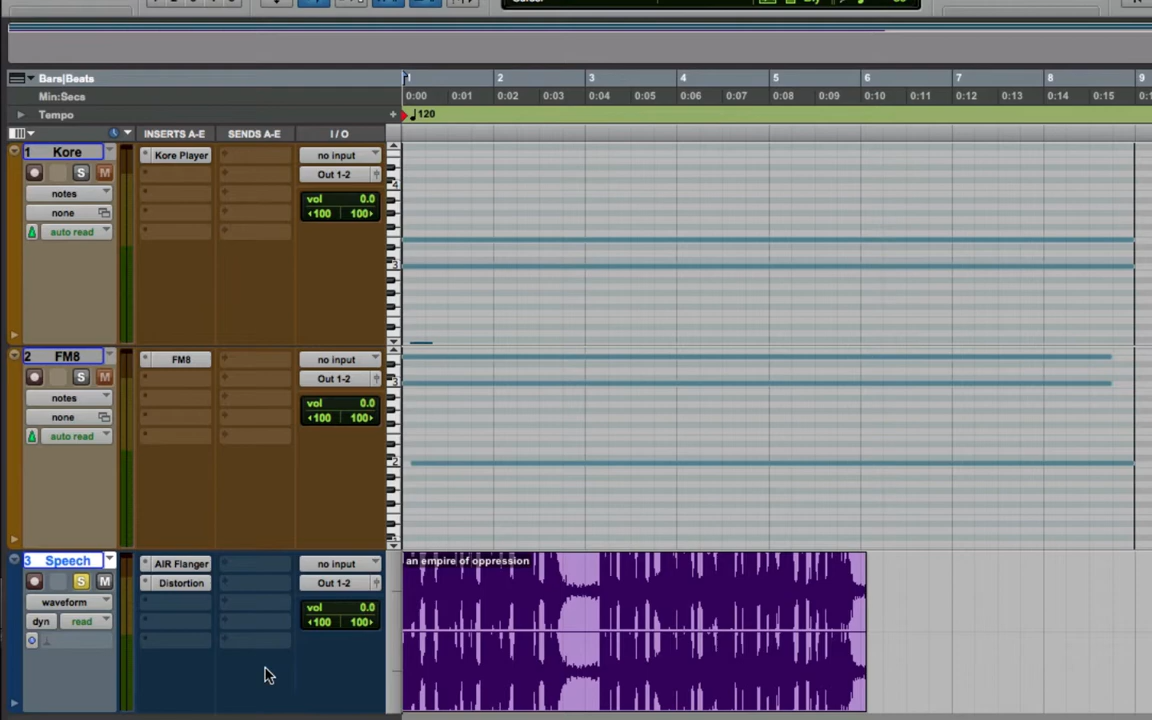 Bars|Beats 1 2 3 4 5 6 7 8 9
Min:Secs 0:00 0:01 0:02 0:03 0:04 0:05 0:06 0:07 0:08 0:09 0:10 0:11 0:12 0:13 0:14 0:15
Tempo + 120
INSERTS A-E SENDS A-E I / O
1 Kore Kore Player no input
S M Out 1-2
notes vol 0.0
none 100 100
auto read
4
3
2 FM8 FM8 no input
S M Out 1-2
notes vol 0.0
none 100 100
auto read
3
2
3 Speech AIR Flanger no input an empire of oppression
S M Distortion Out 1-2
waveform vol 0.0
dyn read 100 100